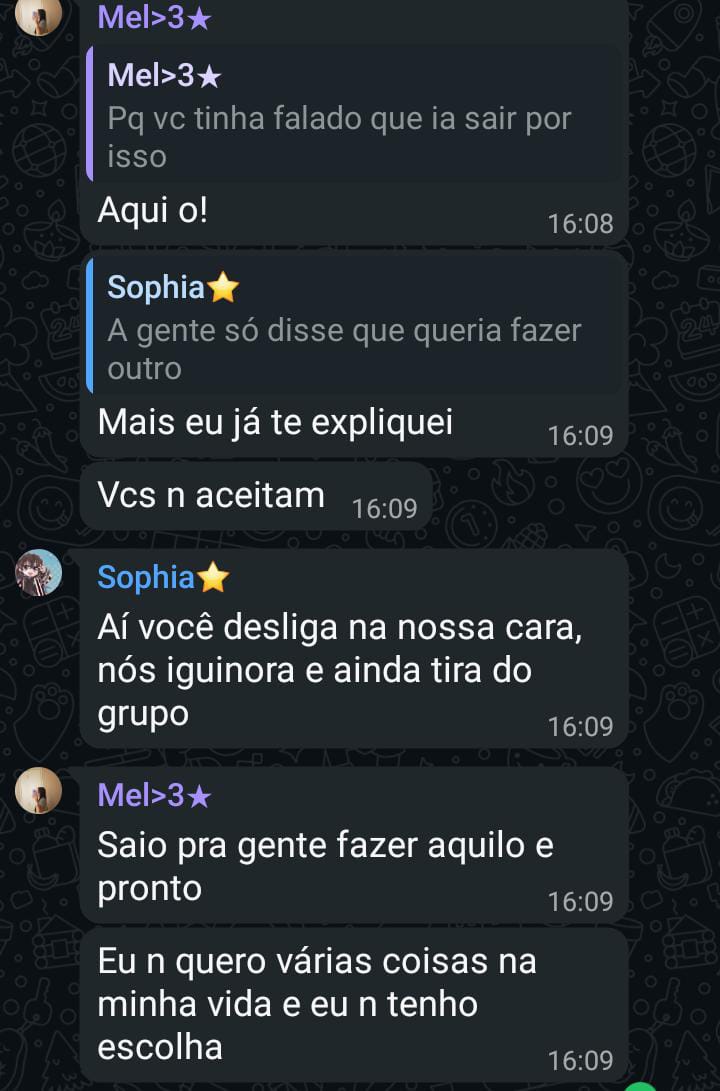 Mel>3★
Mel>3★
Pq vc tinha falado que ia sair por
isso
Aqui o!
16:08
Sophia⭐
A gente só disse que queria fazer
outro
Mais eu já te expliquei
16:09
Vcs n aceitam
16:09
Sophia⭐
Aí você desliga na nossa cara,
nós iguinora e ainda tira do
grupo
16:09
Mel>3★
Saio pra gente fazer aquilo e
pronto
16:09
Eu n quero várias coisas na
minha vida e eu n tenho
escolha
16:09